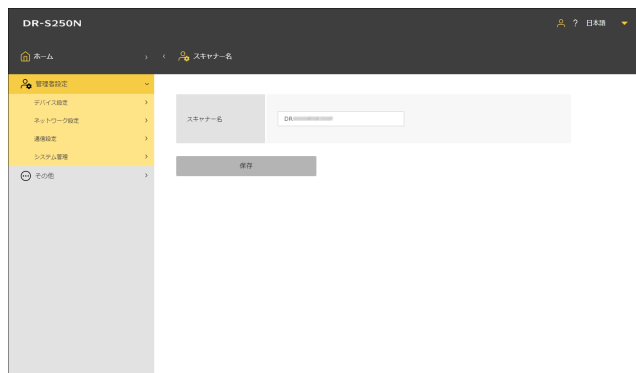 DR-S250N
? 日本語
ホーム
スキャナー名
管理者設定
デバイス設定
ネットワーク設定
通信設定
システム管理
その他
スキャナー名
DR
保存